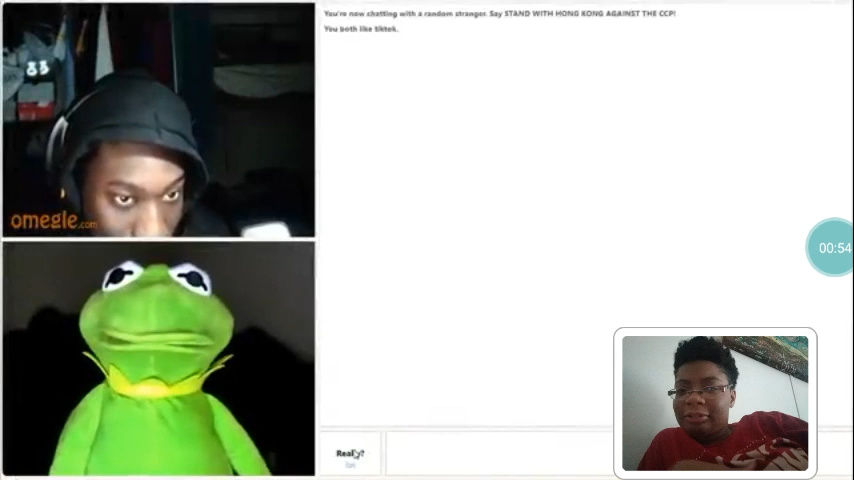 You're now chatting with a random stranger. Say STAND WITH HONG KONG AGAINST THE CCP!
You both like tiktok.
omegle.com
00:54
Really?
Esc